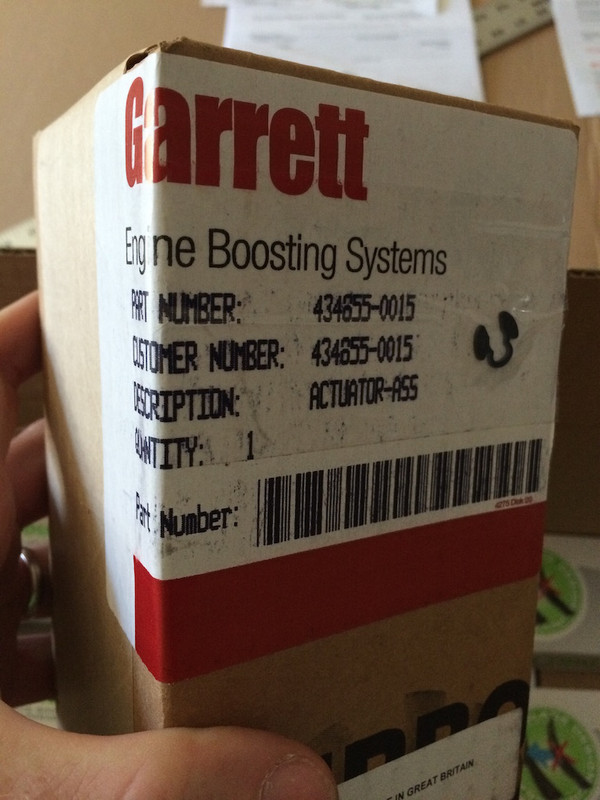 Garrett
Engine Boosting Systems
PART NUMBER: 434855-0015
CUSTOMER NUMBER: 434855-0015
DESCRIPTION: ACTUATOR-ASS
QUANTITY: 1
Part Number:
IN GREAT BRITAIN